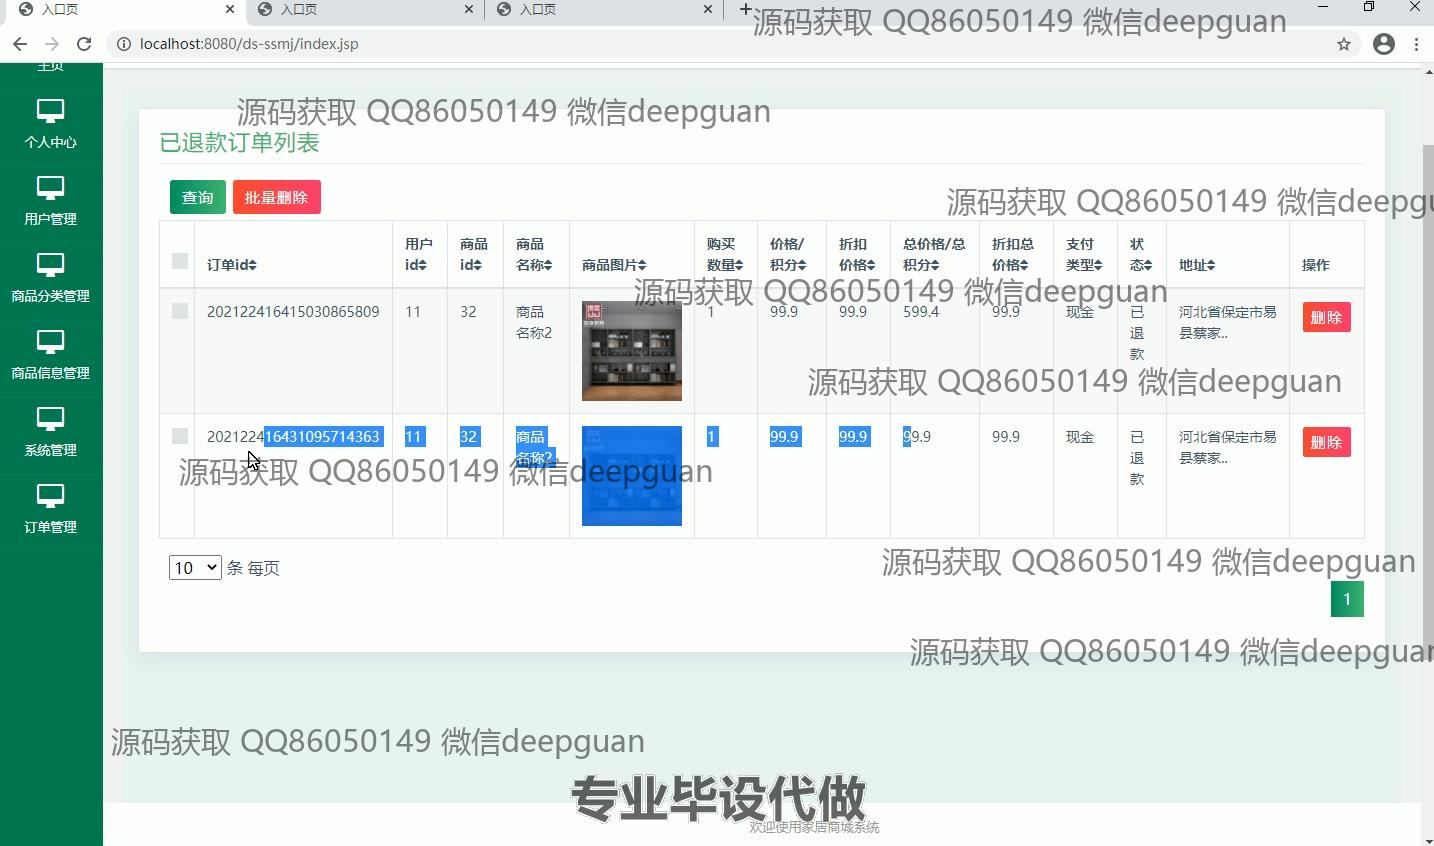 入口页
入口页
入口页
源码获取 QQ86050149 微信deepguan
localhost:8080/ds-ssmj/index.jsp
主页
个人中心
用户管理
商品分类管理
商品信息管理
系统管理
订单管理
源码获取 QQ86050149 微信deepguan
已退款订单列表
查询 批量删除
源码获取 QQ86050149 微信deepg
订单id 用户id 商品id 商品名称 商品图片 购买数量 价格/积分 折扣价格 总价格/总积分 折扣总价格 支付类型 状态 地址 操作
源码获取 QQ86050149 微信deepguan
202122416415030865809 11 32 商品名称2 1 99.9 99.9 599.4 99.9 现金 已退款 河北省保定市易县蔡家.. 删除
源码获取 QQ86050149 微信deepguan
202122416431095714363 11 32 商品名称2 1 99.9 99.9 99.9 99.9 现金 已退款 河北省保定市易县蔡家.. 删除
源码获取 QQ86050149 微信deepguan
10 条 每页
源码获取 QQ86050149 微信deepguan
1
源码获取 QQ86050149 微信deepguan
源码获取 QQ86050149 微信deepguan
专业毕设代做
欢迎使用家居商城系统